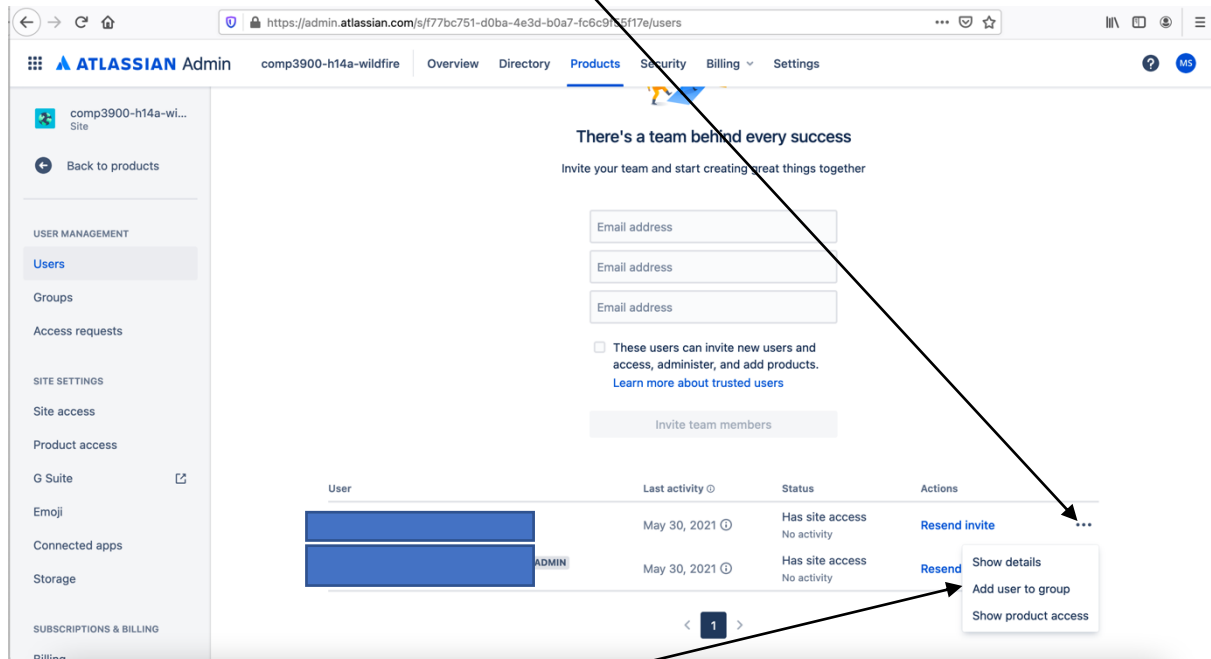 https://admin.atlassian.com/s/f77bc751-d0ba-4e3d-b0a7-fc6c9f55f17e/users
ATLASSIAN Admin comp3900-h14a-wildfire Overview Directory Products Security Billing Settings ? MS
comp3900-h14a-wi...
Site
Back to products
There's a team behind every success
Invite your team and start creating great things together
USER MANAGEMENT
Users
Groups
Access requests
Email address
Email address
Email address
These users can invite new users and
access, administer, and add products.
Learn more about trusted users
Invite team members
SITE SETTINGS
Site access
Product access
G Suite
Emoji
Connected apps
Storage
SUBSCRIPTIONS & BILLING
Billing
User Last activity Status Actions
May 30, 2021 Has site access Resend invite
No activity
ADMIN May 30, 2021 Has site access Resend
No activity
Show details
Add user to group
Show product access
< 1 >